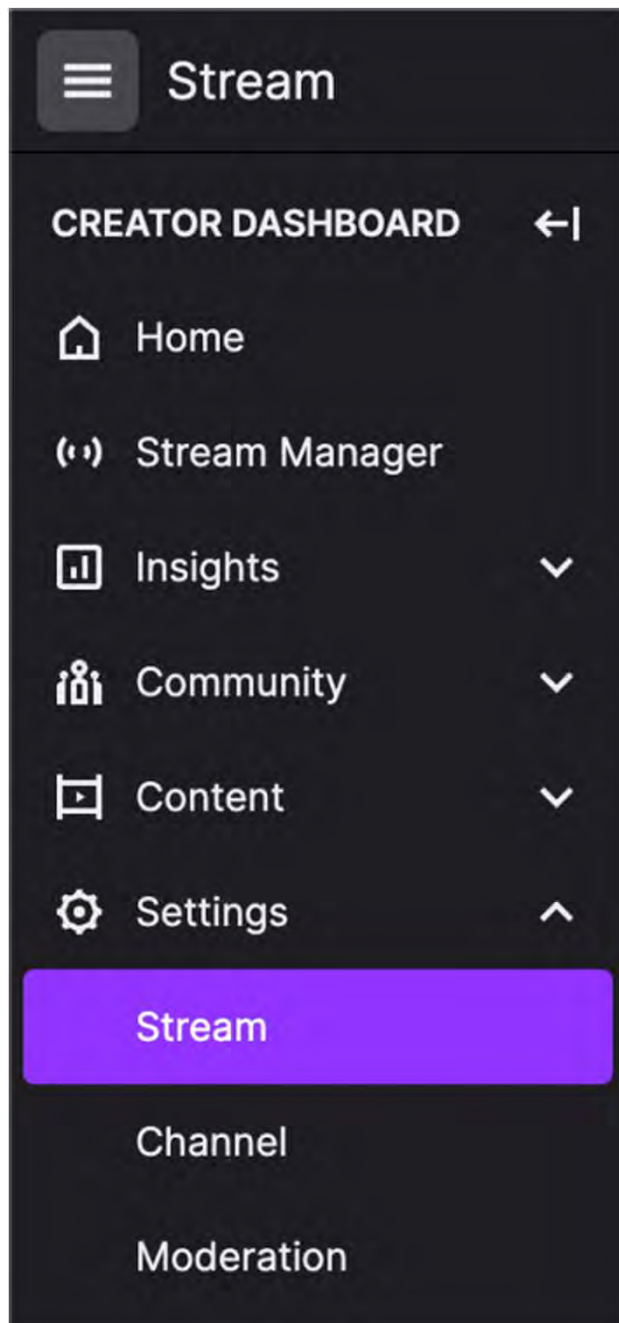 Stream
CREATOR DASHBOARD
Home
Stream Manager
Insights
Community
Content
Settings
Stream
Channel
Moderation